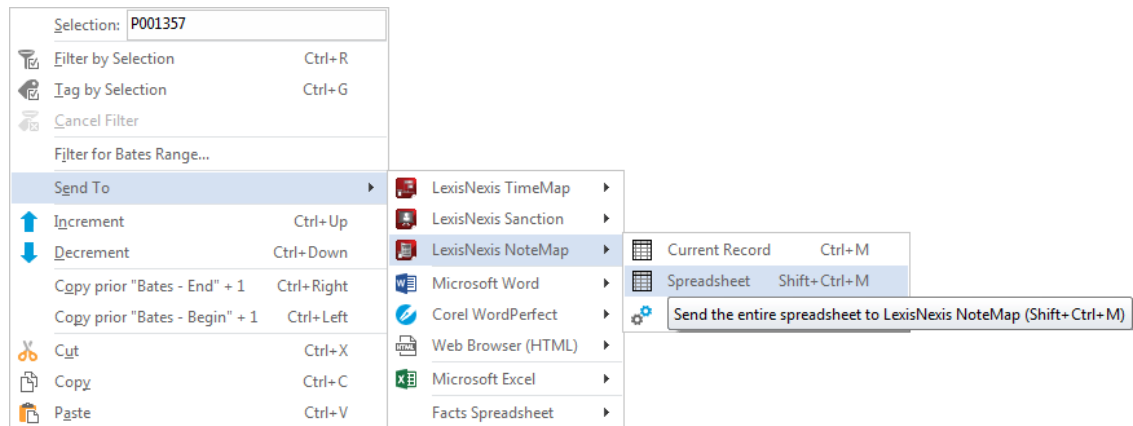 Selection: P001357
Filter by Selection Ctrl+R
Tag by Selection Ctrl+G
Cancel Filter
Filter for Bates Range...
Send To
Increment Ctrl+Up
Decrement Ctrl+Down
Copy prior "Bates - End" + 1 Ctrl+Right
Copy prior "Bates - Begin" + 1 Ctrl+Left
Cut Ctrl+X
Copy Ctrl+C
Paste Ctrl+V
LexisNexis TimeMap
LexisNexis Sanction
LexisNexis NoteMap
Microsoft Word
Corel WordPerfect
Web Browser (HTML)
Microsoft Excel
Facts Spreadsheet
Current Record Ctrl+M
Spreadsheet Shift+Ctrl+M
Send the entire spreadsheet to LexisNexis NoteMap (Shift+Ctrl+M)